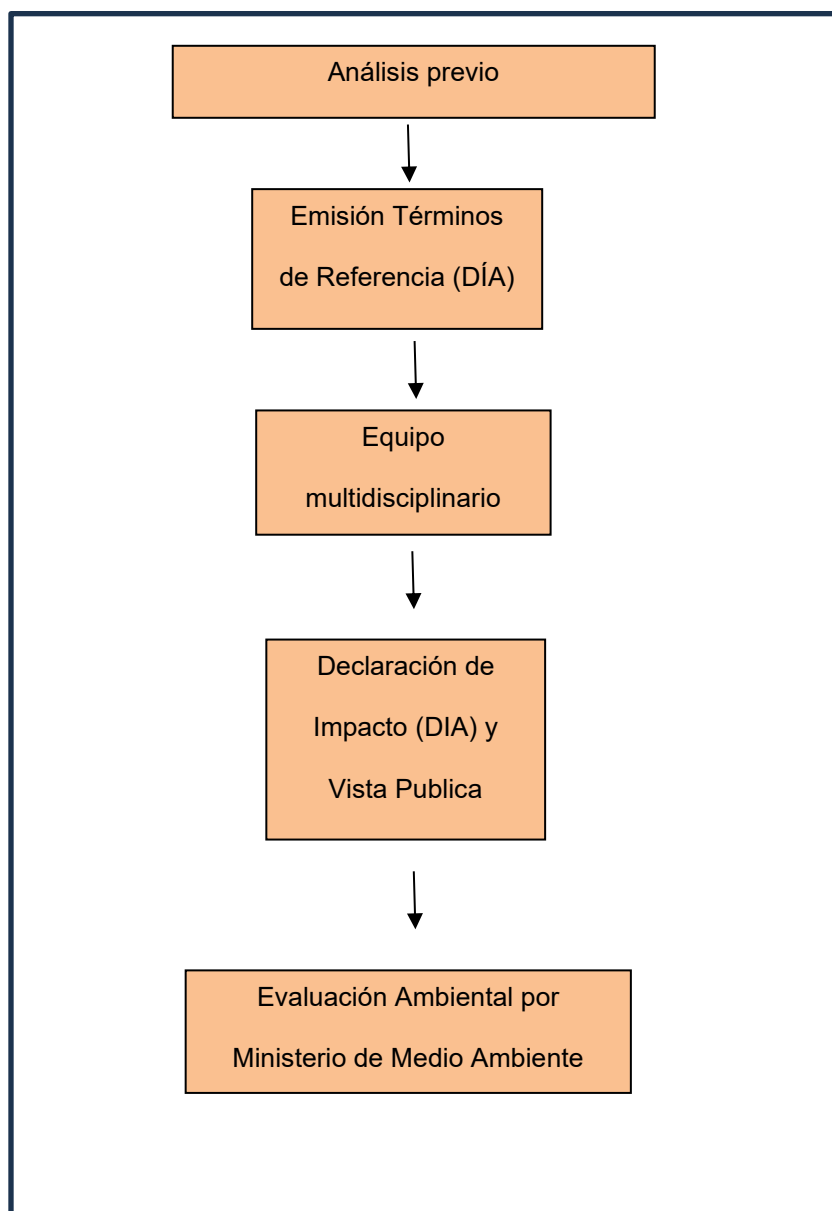 Análisis previo
Emisión Términos
de Referencia (DÍA)
Equipo
multidisciplinario
Declaración de
Impacto (DIA) y
Vista Publica
Evaluación Ambiental por
Ministerio de Medio Ambiente